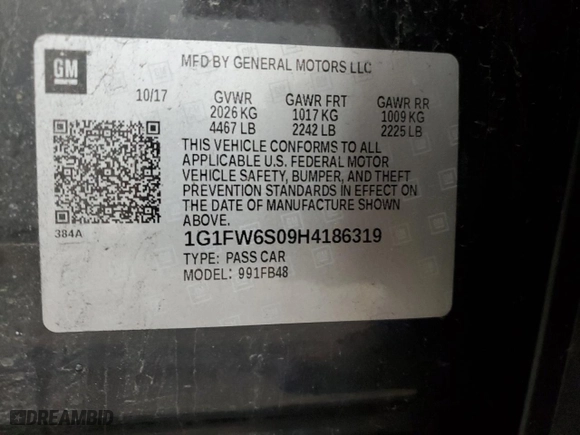 GM
MFD BY GENERAL MOTORS LLC
10/17 GVWR GAWR FRT GAWR RR
2026 KG 1017 KG 1009 KG
4467 LB 2242 LB 2225 LB
THIS VEHICLE CONFORMS TO ALL
APPLICABLE U.S. FEDERAL MOTOR
VEHICLE SAFETY, BUMPER, AND THEFT
PREVENTION STANDARDS IN EFFECT ON
THE DATE OF MANUFACTURE SHOWN
ABOVE.
384A
1G1FW6S09H4186319
TYPE: PASS CAR
MODEL: 991FB48
DREAMBID